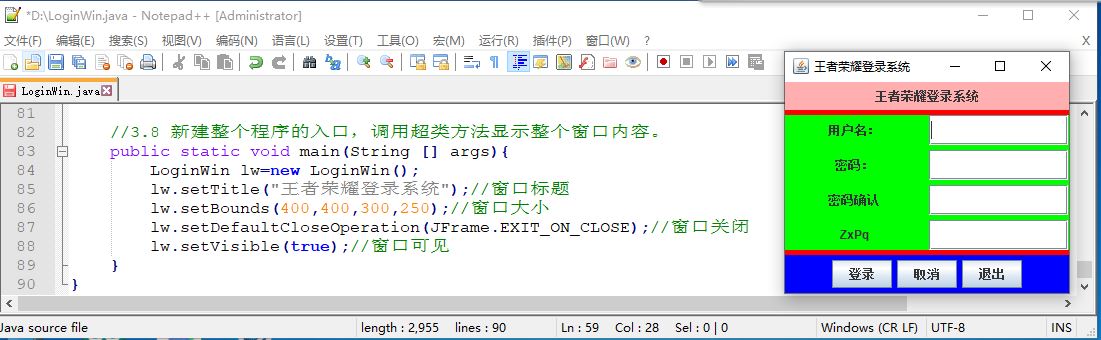 *D:\LoginWin.java - Notepad++ [Administrator]
文件(F) 编辑(E) 搜索(S) 视图(V) 编码(N) 语言(L) 设置(T) 工具(O) 宏(M) 运行(R) 插件(P) 窗口(W) ? X
LoginWin.java
81
82 //3.8 新建整个程序的入口，调用超类方法显示整个窗口内容。
83 public static void main(String [] args){
84 LoginWin lw=new LoginWin();
85 lw.setTitle("王者荣耀登录系统");//窗口标题
86 lw.setBounds(400,400,300,250);//窗口大小
87 lw.setDefaultCloseOperation(JFrame.EXIT_ON_CLOSE);//窗口关闭
88 lw.setVisible(true);//窗口可见
89 }
90 }
Java source file length : 2,955 lines : 90 Ln : 59 Col : 28 Sel : 0 | 0 Windows (CR LF) UTF-8 INS
王者荣耀登录系统
王者荣耀登录系统
用户名：
密码：
密码确认
ZxPq
登录 取消 退出